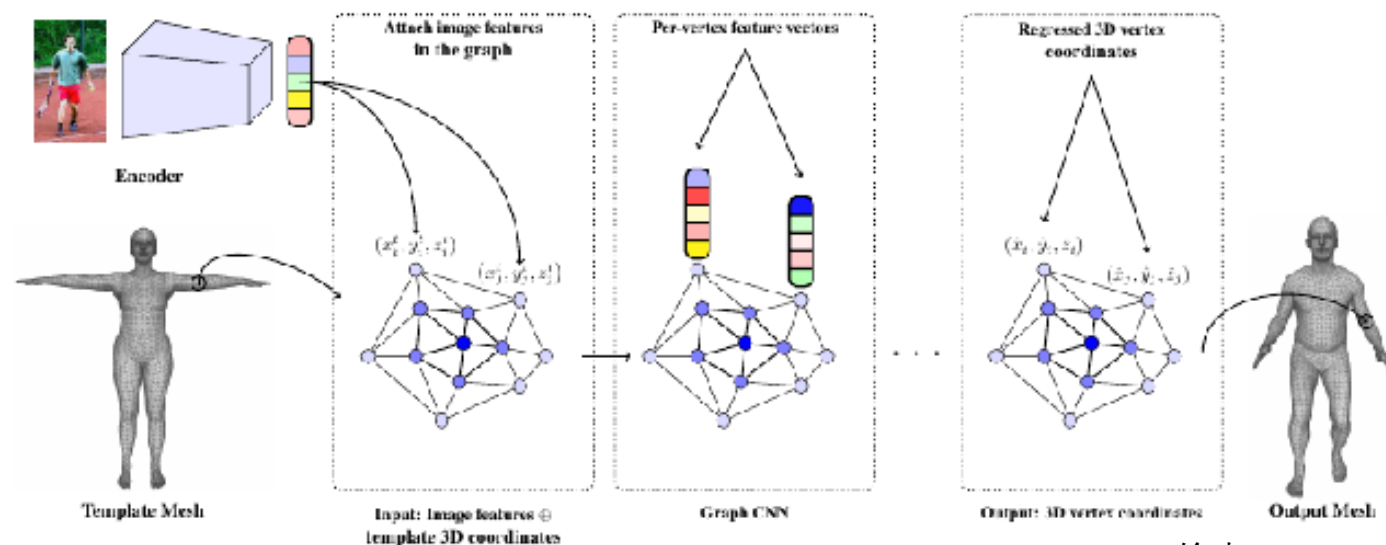 Attach image features
in the graph
Per-vertex feature vectors
Regressed 3D vertex
coordinates
Encoder
Template Mesh
Input: Image features ⊕
template 3D coordinates
Graph CNN
Output: 3D vertex coordinates
Output Mesh